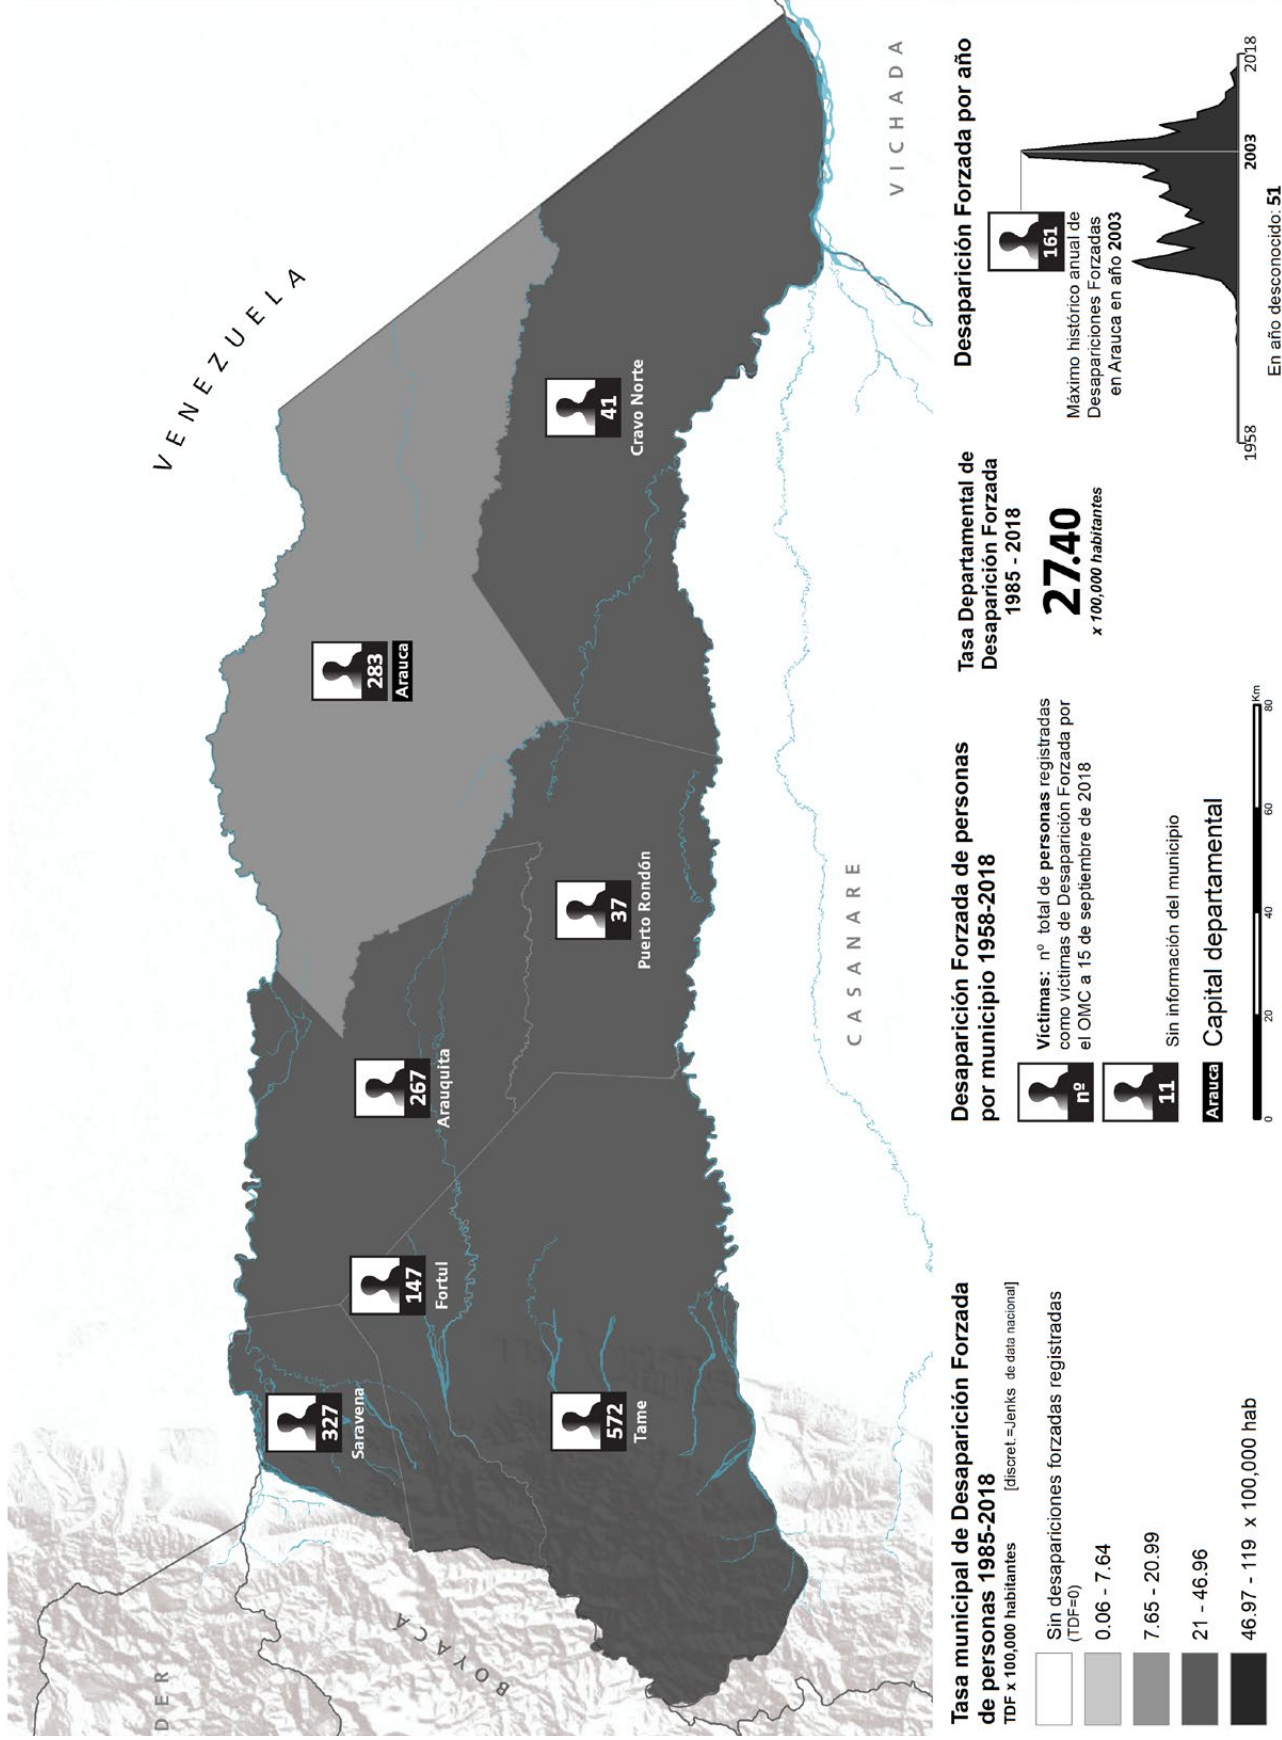 VENEZUELA
VICHADA
CASANARE
BOYACÁ
DER
283
Arauca
41
Cravo Norte
37
Puerto Rondón
267
Arauquita
147
Fortul
327
Saravena
572
Tame
Tasa municipal de Desaparición Forzada
de personas 1985-2018
TDF x 100,000 habitantes [discret.=Jenks de data nacional]
Sin desapariciones forzadas registradas
(TDF=0)
0.06 - 7.64
7.65 - 20.99
21 - 46.96
46.97 - 119 x 100,000 hab
Desaparición Forzada de personas
por municipio 1958-2018
nº
Víctimas: nº total de personas registradas
como víctimas de Desaparición Forzada por
el OMC a 15 de septiembre de 2018
11
Sin información del municipio
Arauca Capital departamental
0 20 40 60 80 Km
Tasa Departamental de
Desaparición Forzada
1985 - 2018
27.40
x 100,000 habitantes
Desaparición Forzada por año
161
Máximo histórico anual de
Desapariciones Forzadas
en Arauca en año 2003
1958 2003 2018
En año desconocido: 51